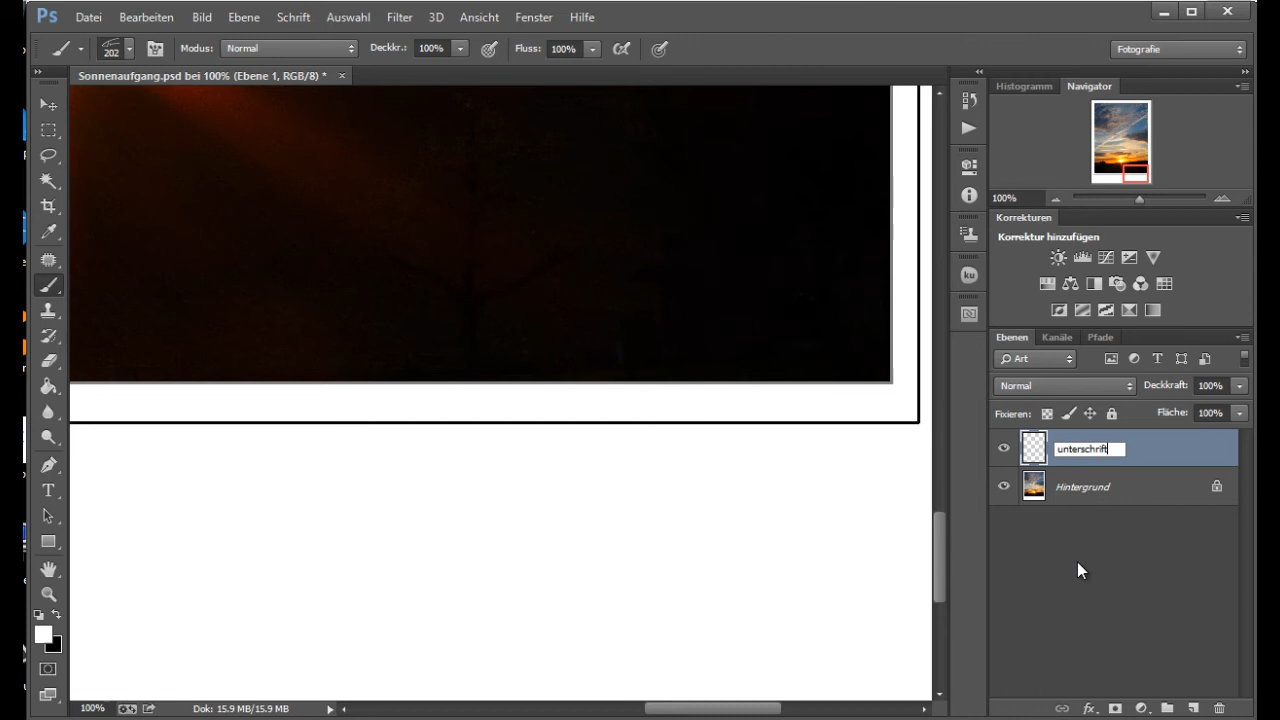 Ps Datei Bearbeiten Bild Ebene Schrift Auswahl Filter 3D Ansicht Fenster Hilfe
202 Modus: Normal Deckkr.: 100% Fluss: 100% Fotografie
Sonnenaufgang.psd bei 100% (Ebene 1, RGB/8) *
Histogramm Navigator
100%
Korrekturen
Korrektur hinzufügen
Ebenen Kanäle Pfade
Art
Normal Deckkraft: 100%
Fixieren: Fläche: 100%
unterschrift
Hintergrund
T
100% Dok: 15.9 MB/15.9 MB
fx
ku